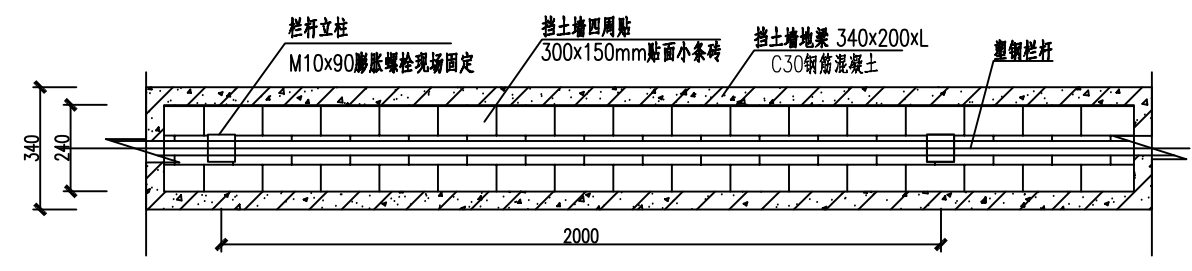 栏杆立柱
M10x90膨胀螺栓现场固定
挡土墙四周贴
300x150mm贴面小条砖
挡土墙地梁 340x200xL
C30钢筋混凝土
塑钢栏杆
340
240
2000